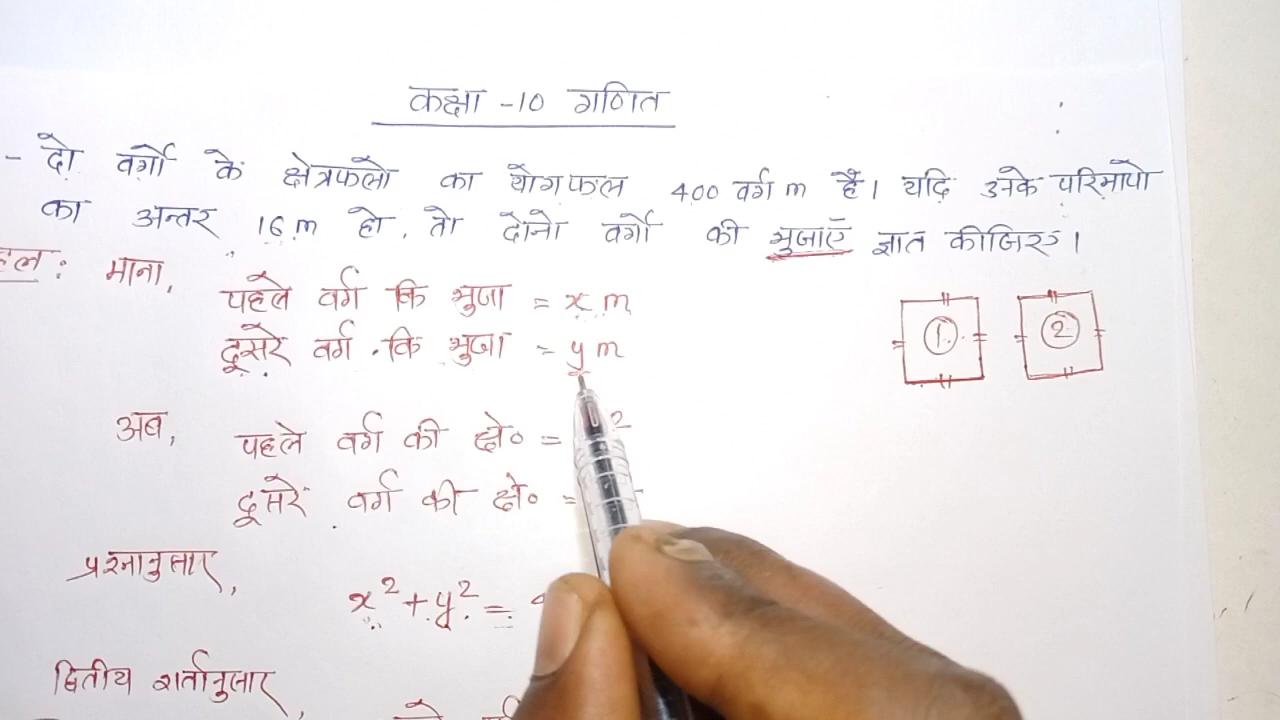 कक्षा -10 गणित
- दो वर्गों के क्षेत्रफलो का योगफल 400 वर्ग m है। यदि उनके परिमापो
का अन्तर 16 m हो, तो दोनो वर्गों की भुजाएँ ज्ञात कीजिए।
हल: माना,
पहले वर्ग कि भुजा = x m
दूसरे वर्ग कि भुजा = y m
1
2
अब,
पहले वर्ग की क्षे० = 2
दूसरे वर्ग की क्षे० =
प्रश्नानुसार,
x² + y² =
द्वितीय शर्तानुसार,